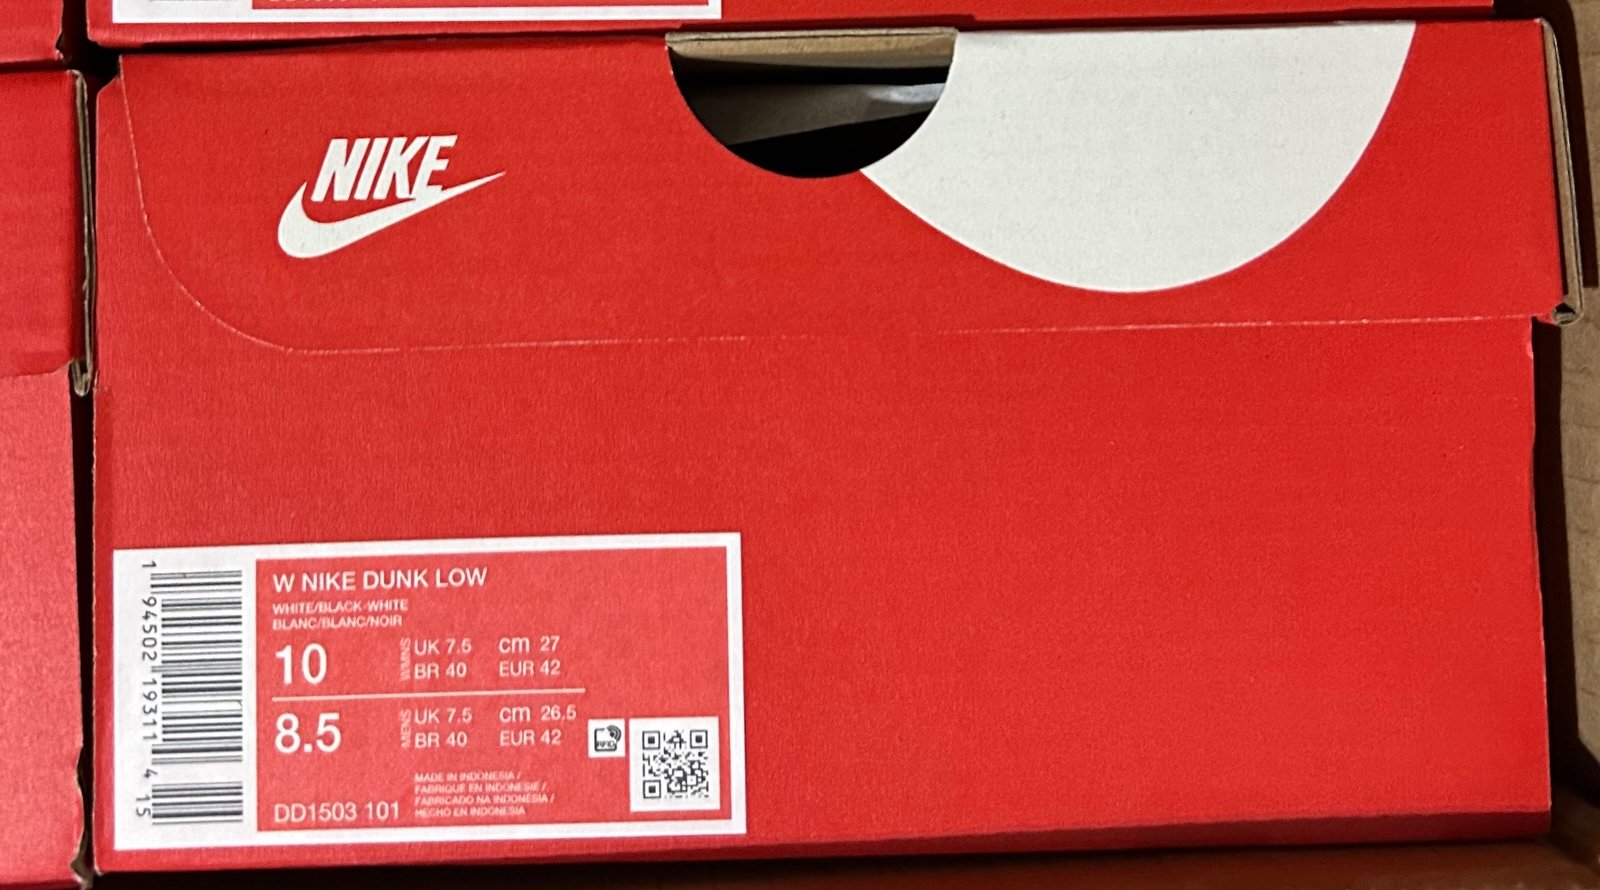 NIKE
W NIKE DUNK LOW
WHITE/BLACK-WHITE
BLANC/BLANC/NOIR
10 WMNS UK 7.5 cm 27
BR 40 EUR 42
8.5 MENS UK 7.5 cm 26.5
BR 40 EUR 42
MADE IN INDONESIA /
FABRIQUE EN INDONESIE /
FABRICADO NA INDONESIA /
HECHO EN INDONESIA
DD1503 101
1 94502 19311 4 15